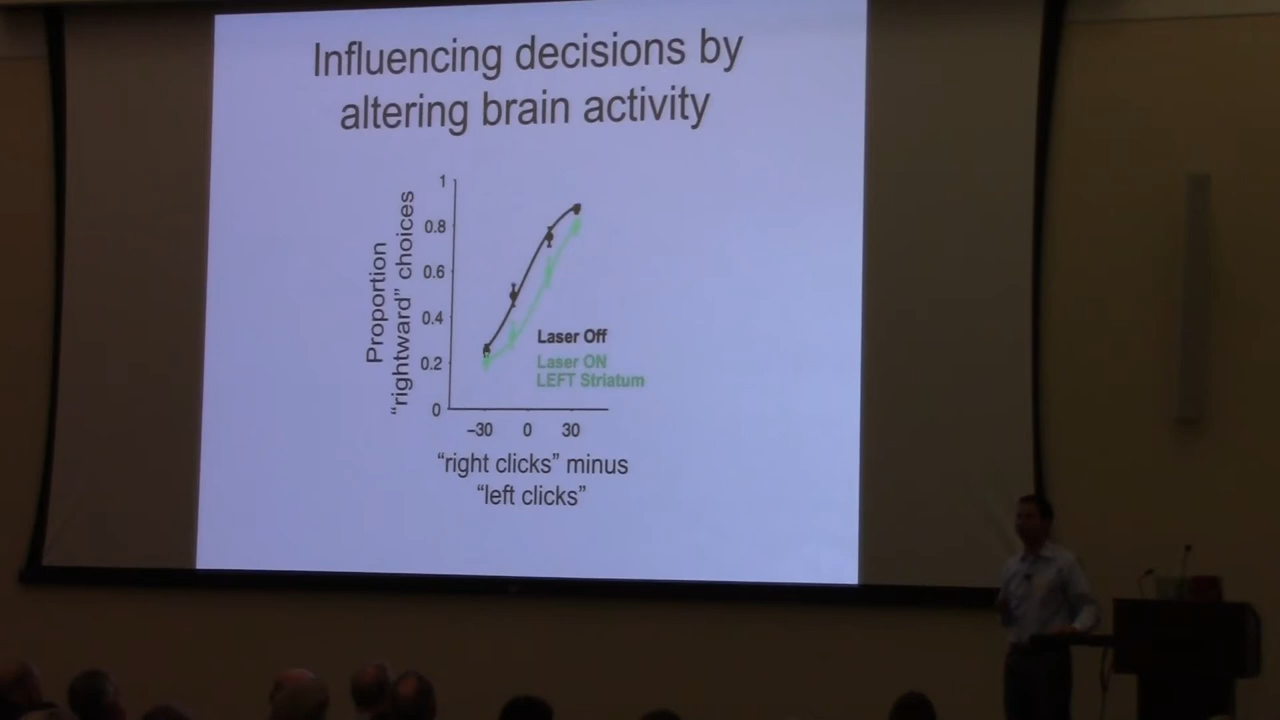 Influencing decisions by
altering brain activity
Proportion
“rightward” choices
1
0.8
0.6
0.4
0.2
0
Laser Off
Laser ON
LEFT Striatum
−30 0 30
“right clicks” minus
“left clicks”